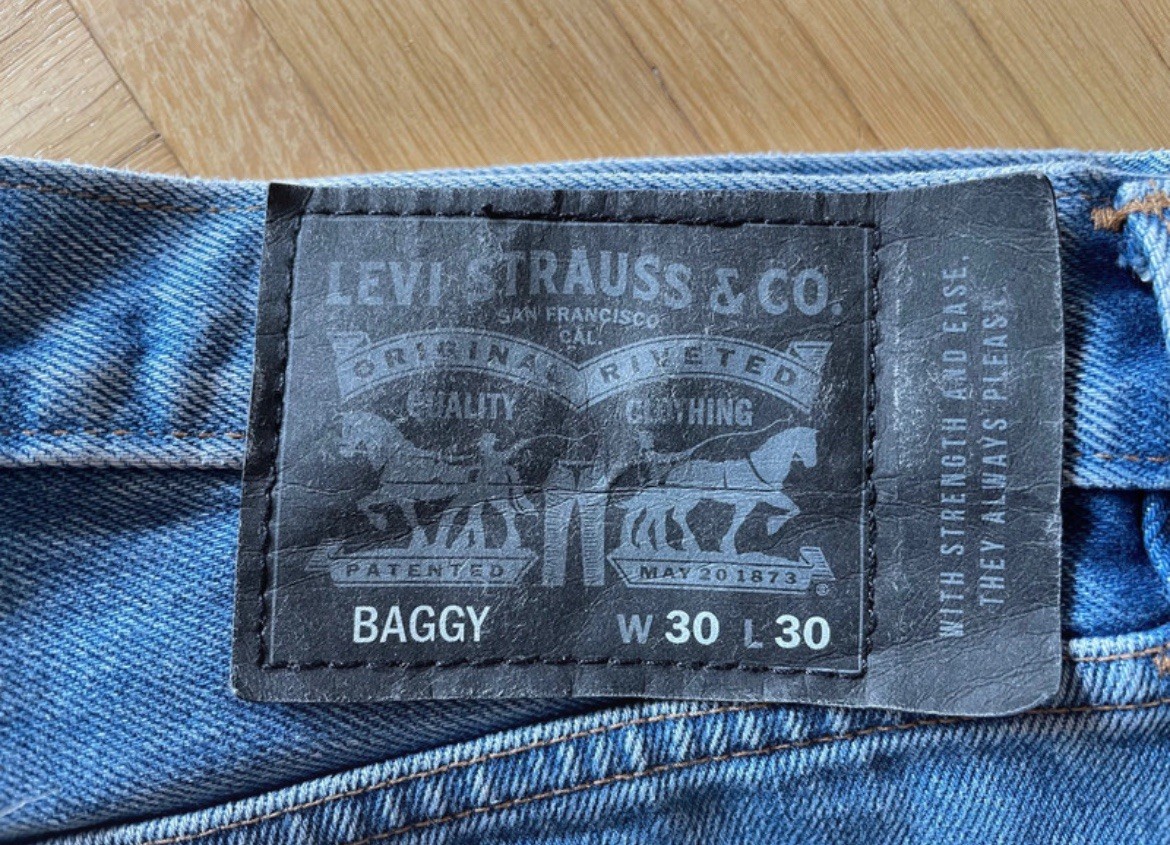 LEVI STRAUSS & CO.
SAN FRANCISCO
CAL.
ORIGINAL RIVETED
QUALITY CLOTHING
PATENTED MAY 20 1873 ®
BAGGY W 30 L 30
WITH STRENGTH AND EASE,
THEY ALWAYS PLEASE.